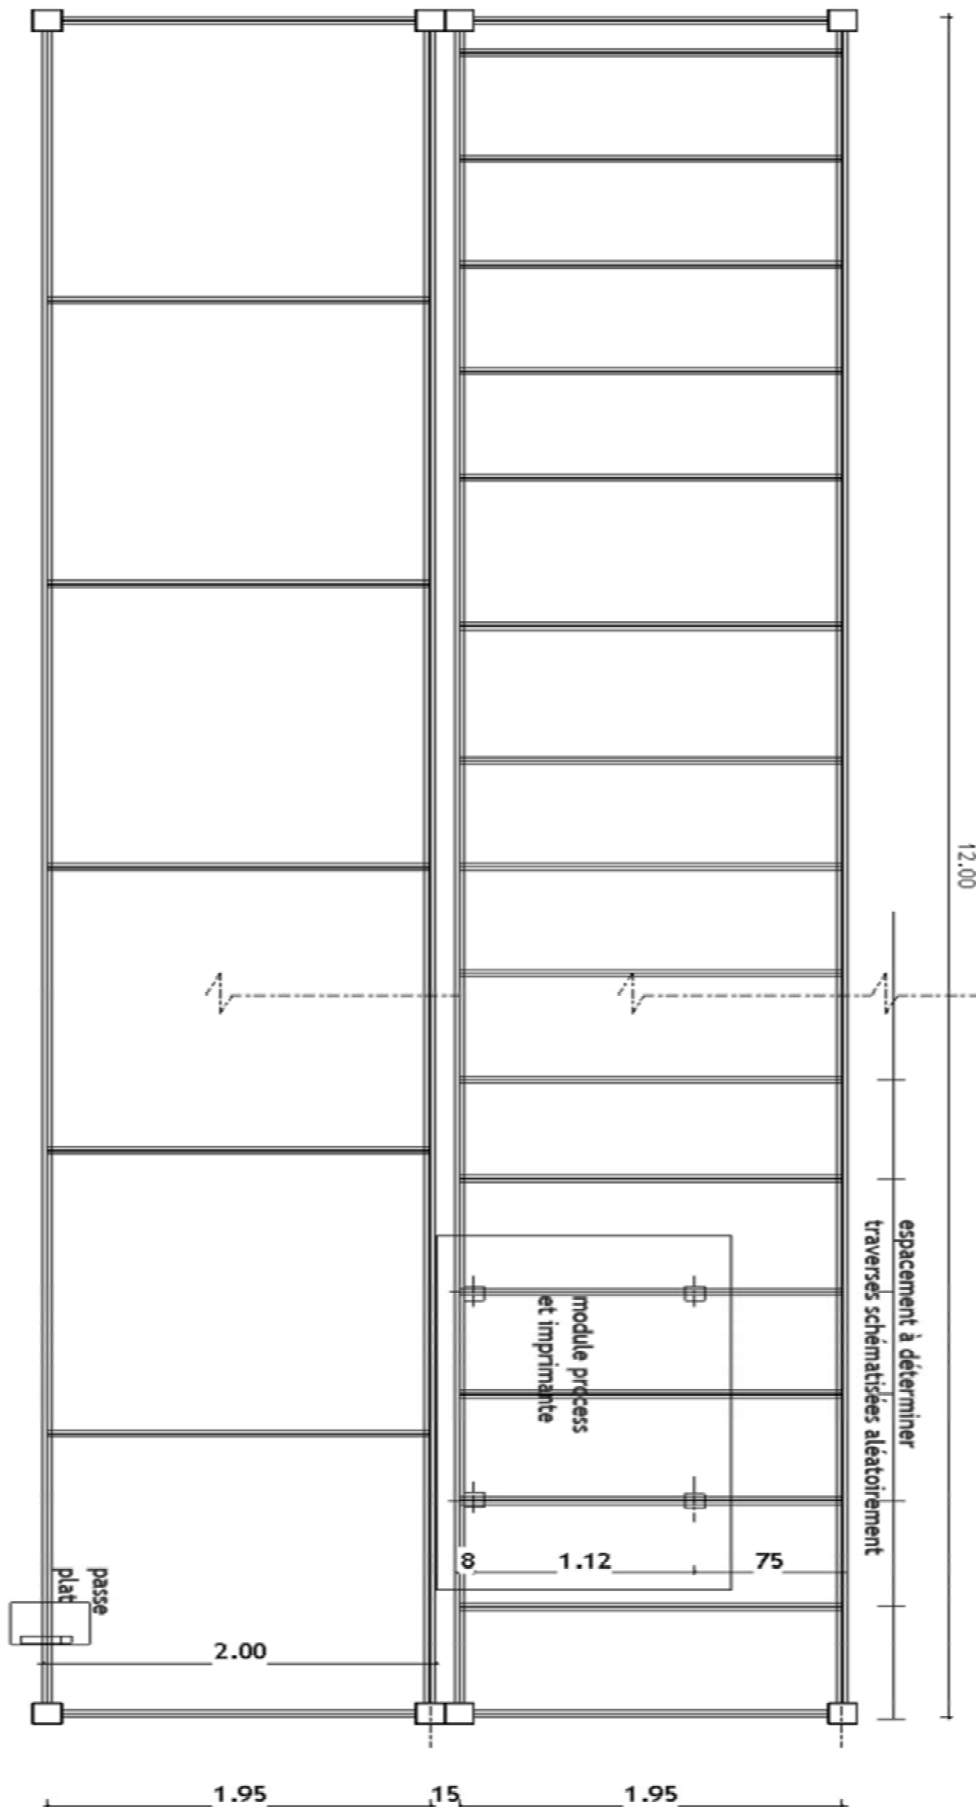 12.00
espacement à déterminer
traverses schématisées aléatoirement
module process
et imprimante
8
1.12
75
passe
plat
2.00
1.95
15
1.95